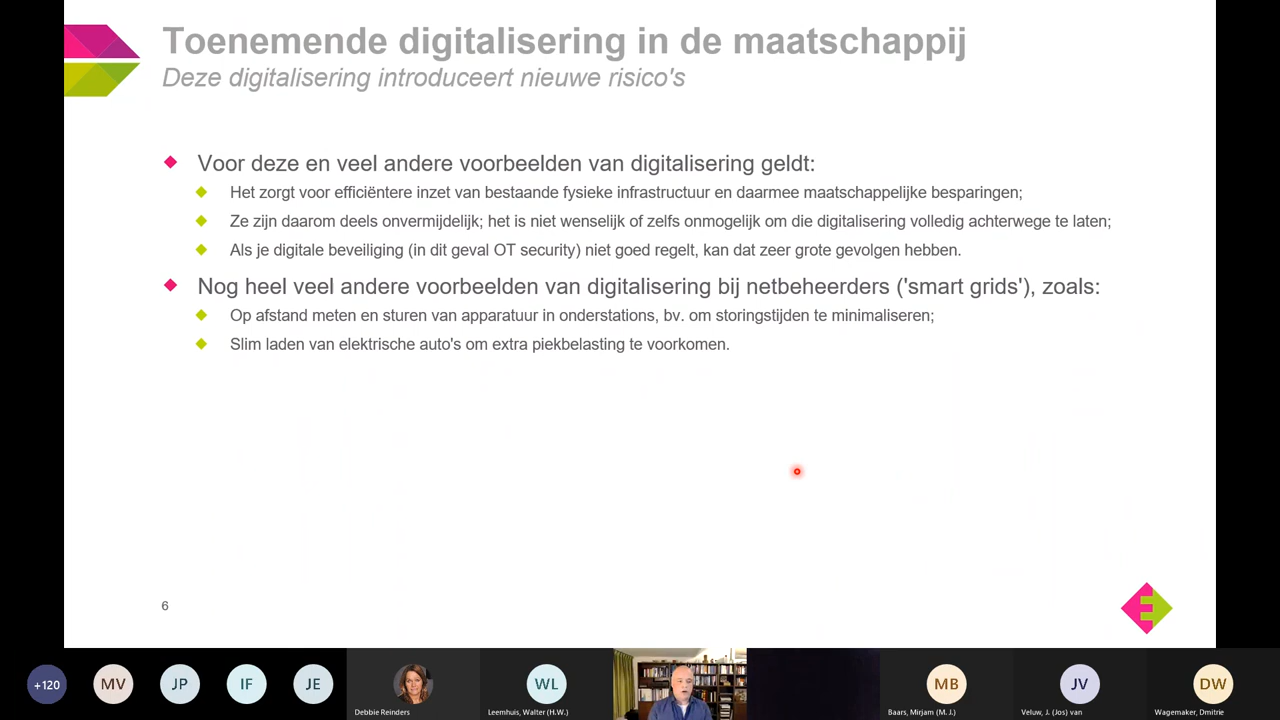 Toenemende digitalisering in de maatschappij
Deze digitalisering introduceert nieuwe risico's
Voor deze en veel andere voorbeelden van digitalisering geldt:
Het zorgt voor efficiëntere inzet van bestaande fysieke infrastructuur en daarmee maatschappelijke besparingen;
Ze zijn daarom deels onvermijdelijk; het is niet wenselijk of zelfs onmogelijk om die digitalisering volledig achterwege te laten;
Als je digitale beveiliging (in dit geval OT security) niet goed regelt, kan dat zeer grote gevolgen hebben.
Nog heel veel andere voorbeelden van digitalisering bij netbeheerders ('smart grids'), zoals:
Op afstand meten en sturen van apparatuur in onderstations, bv. om storingstijden te minimaliseren;
Slim laden van elektrische auto's om extra piekbelasting te voorkomen.
6
+120 MV JP IF JE WL MB JV DW
Debbie Reinders Leemhuis, Walter (H.W.) Baars, Mirjam (M. J.) Veluw, J. (Jos) van Wagemaker, Dmitrie